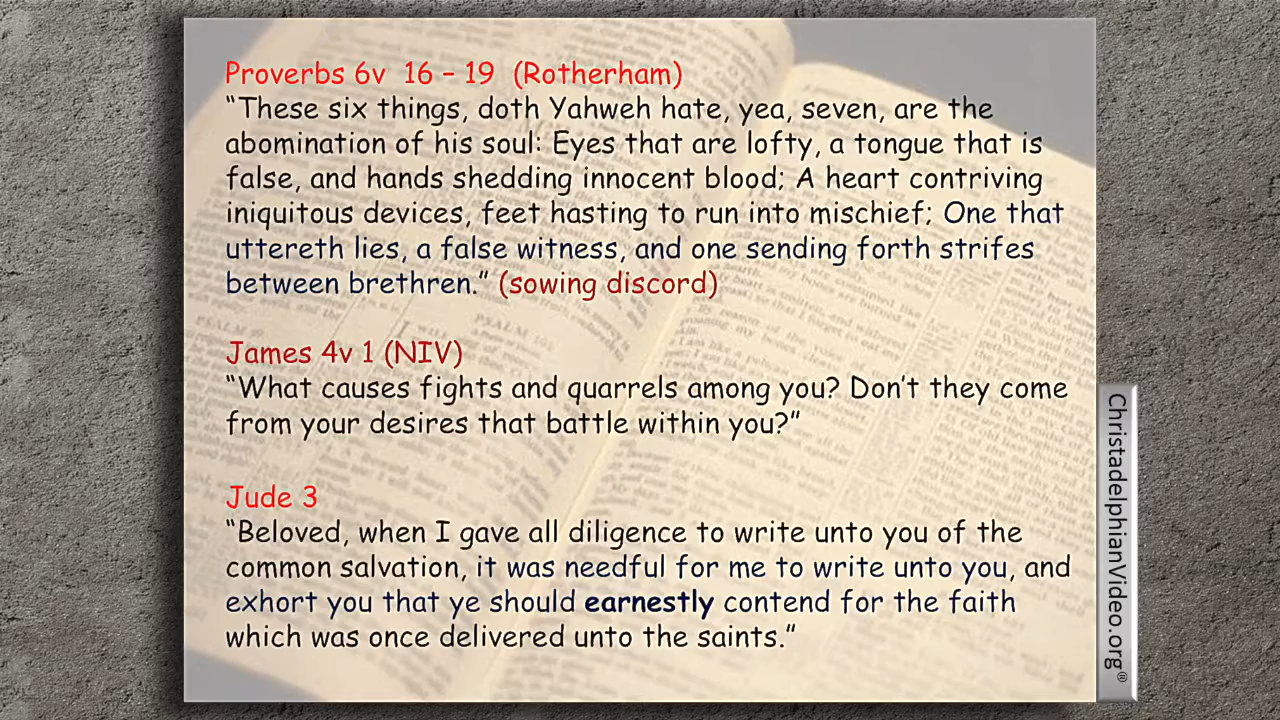 Proverbs 6v 16 – 19 (Rotherham)
“These six things, doth Yahweh hate, yea, seven, are the
abomination of his soul: Eyes that are lofty, a tongue that is
false, and hands shedding innocent blood; A heart contriving
iniquitous devices, feet hasting to run into mischief; One that
uttereth lies, a false witness, and one sending forth strifes
between brethren.” (sowing discord)
James 4v 1 (NIV)
“What causes fights and quarrels among you? Don’t they come
from your desires that battle within you?”
Jude 3
“Beloved, when I gave all diligence to write unto you of the
common salvation, it was needful for me to write unto you, and
exhort you that ye should earnestly contend for the faith
which was once delivered unto the saints.”
ChristadelphianVideo.org®